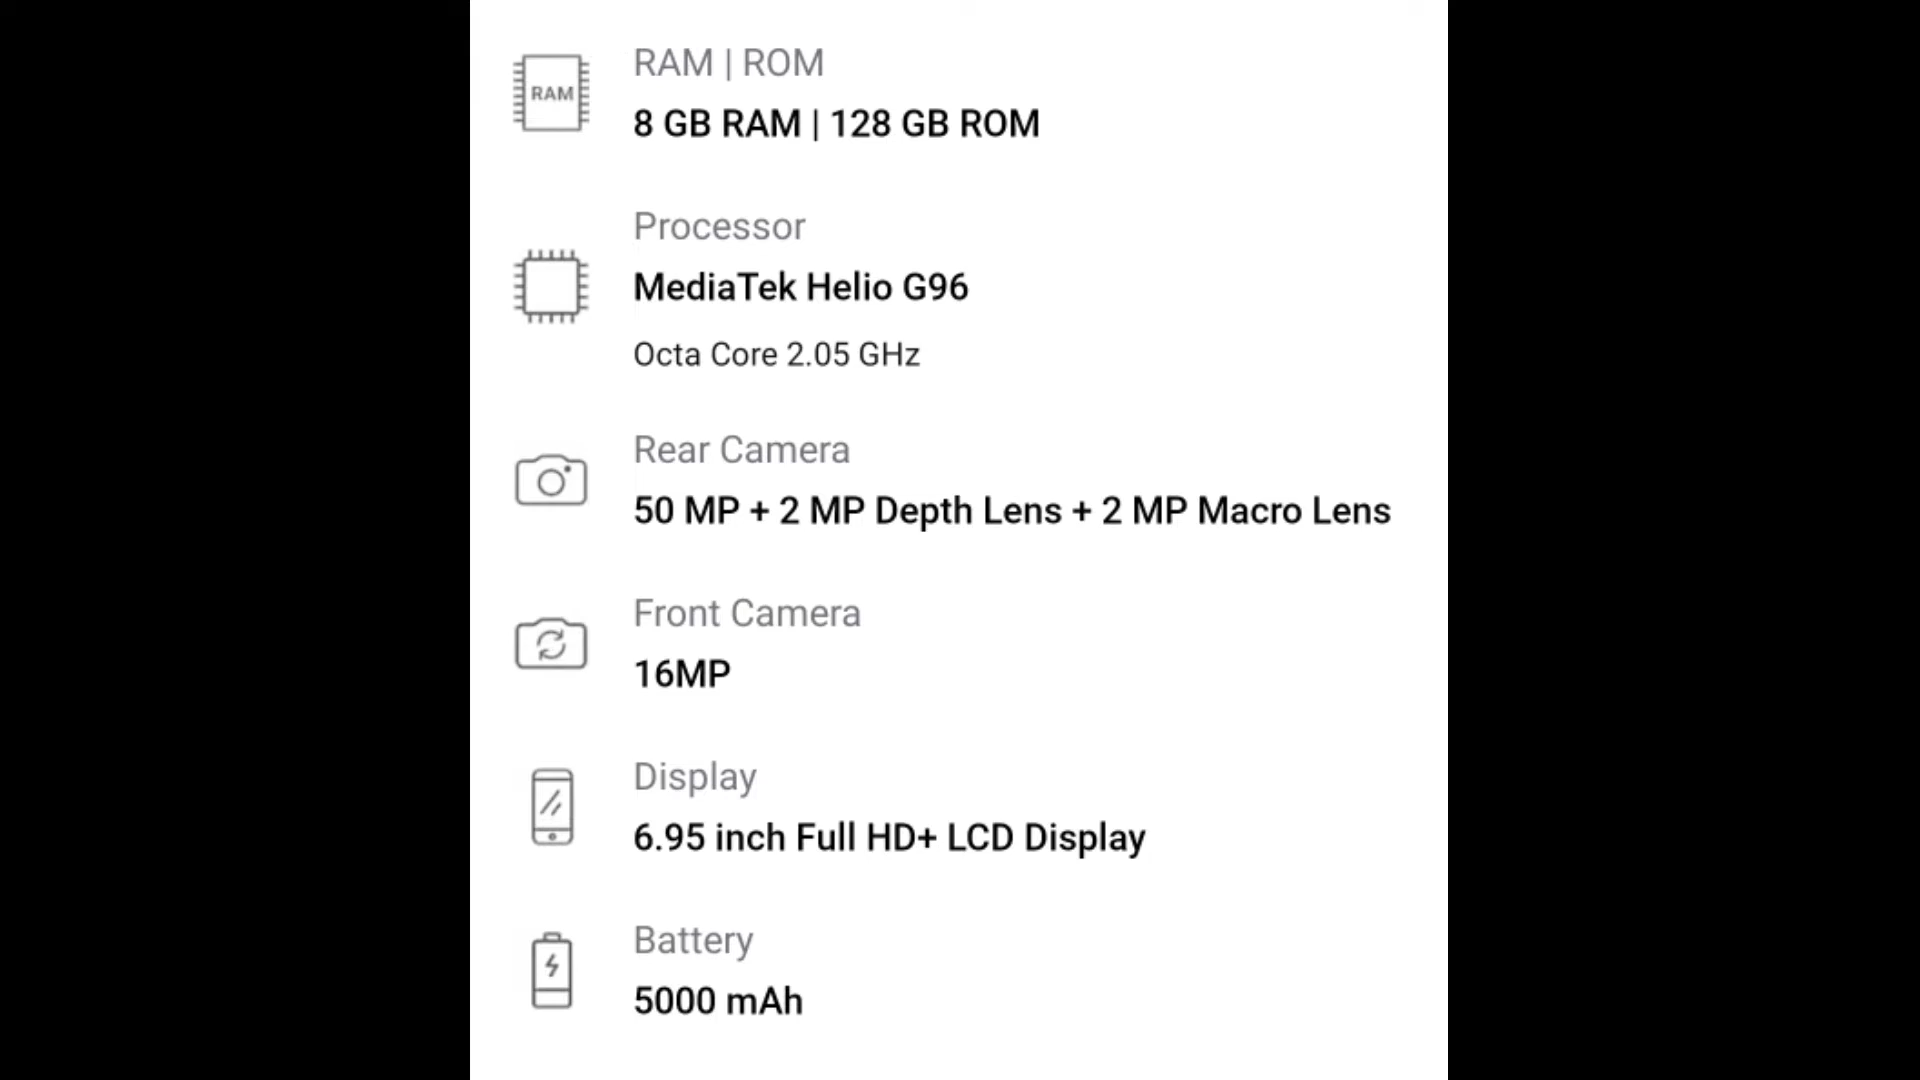 RAM | ROM
RAM
8 GB RAM | 128 GB ROM
Processor
MediaTek Helio G96
Octa Core 2.05 GHz
Rear Camera
50 MP + 2 MP Depth Lens + 2 MP Macro Lens
Front Camera
16MP
Display
6.95 inch Full HD+ LCD Display
Battery
5000 mAh